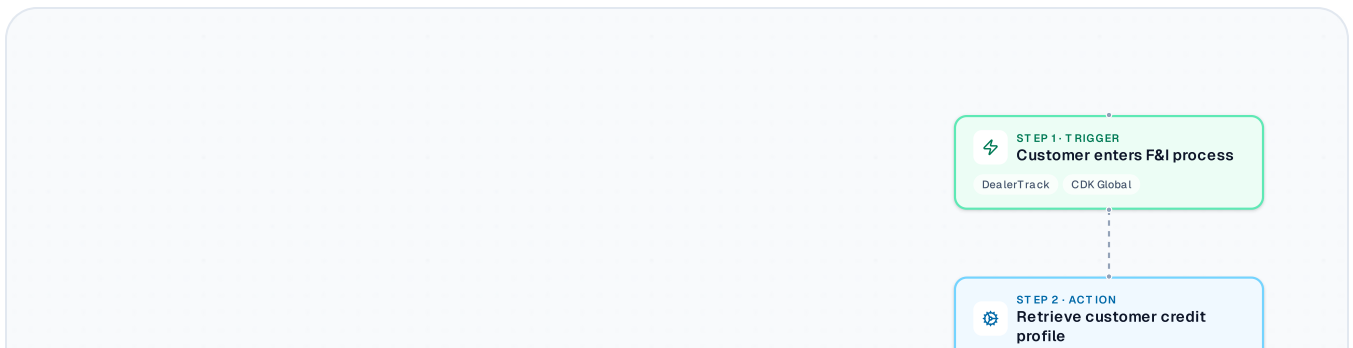 STEP 1 · TRIGGER
Customer enters F&I process
DealerTrack CDK Global
STEP 2 · ACTION
Retrieve customer credit
profile